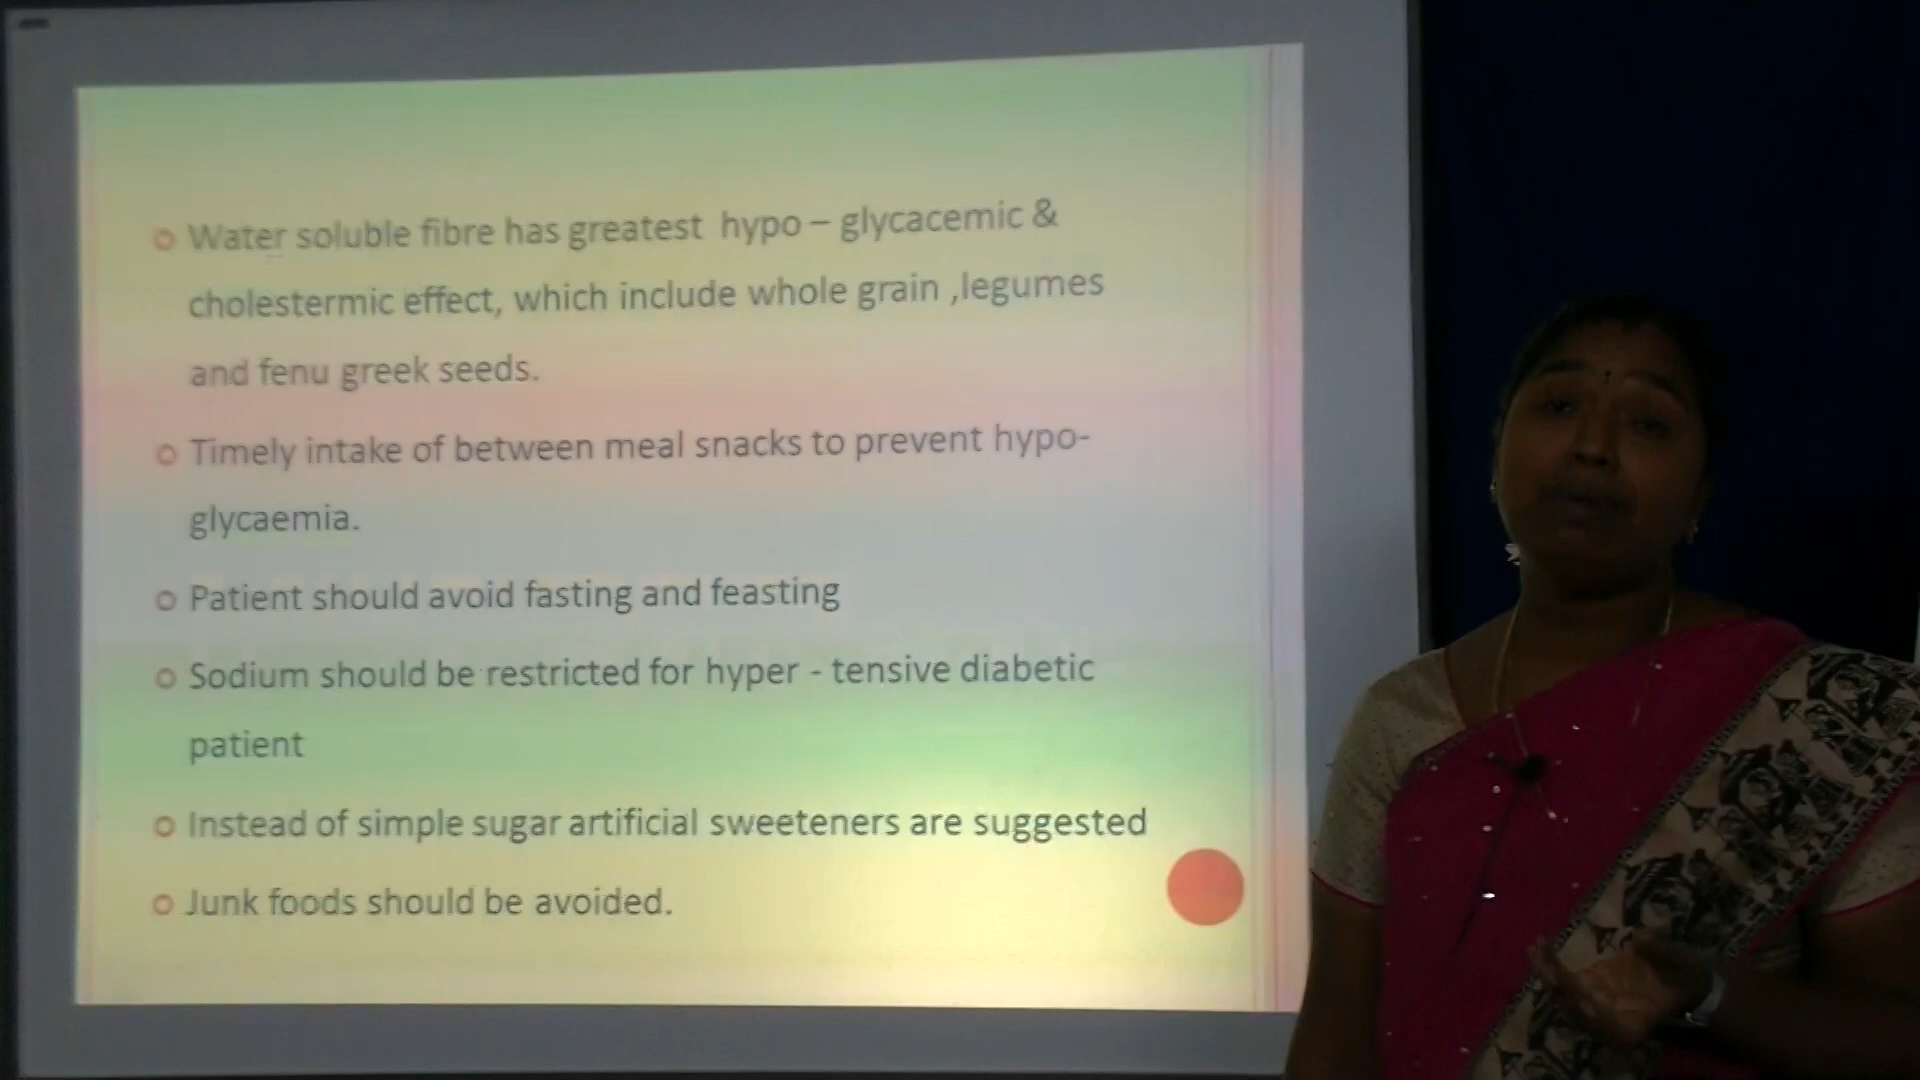 Water soluble fibre has greatest hypo – glycacemic &
cholestermic effect, which include whole grain ,legumes
and fenu greek seeds.
Timely intake of between meal snacks to prevent hypo-
glycaemia.
Patient should avoid fasting and feasting
Sodium should be restricted for hyper - tensive diabetic
patient
Instead of simple sugar artificial sweeteners are suggested
Junk foods should be avoided.